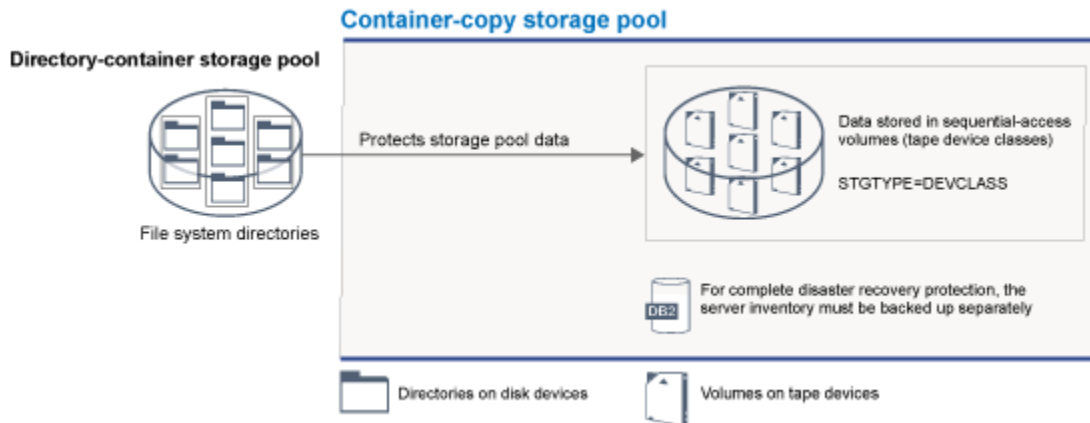 Container-copy storage pool
Directory-container storage pool
Protects storage pool data
Data stored in sequential-access
volumes (tape device classes)
STGTYPE=DEVCLASS
File system directories
DB2
For complete disaster recovery protection, the
server inventory must be backed up separately
Directories on disk devices
Volumes on tape devices